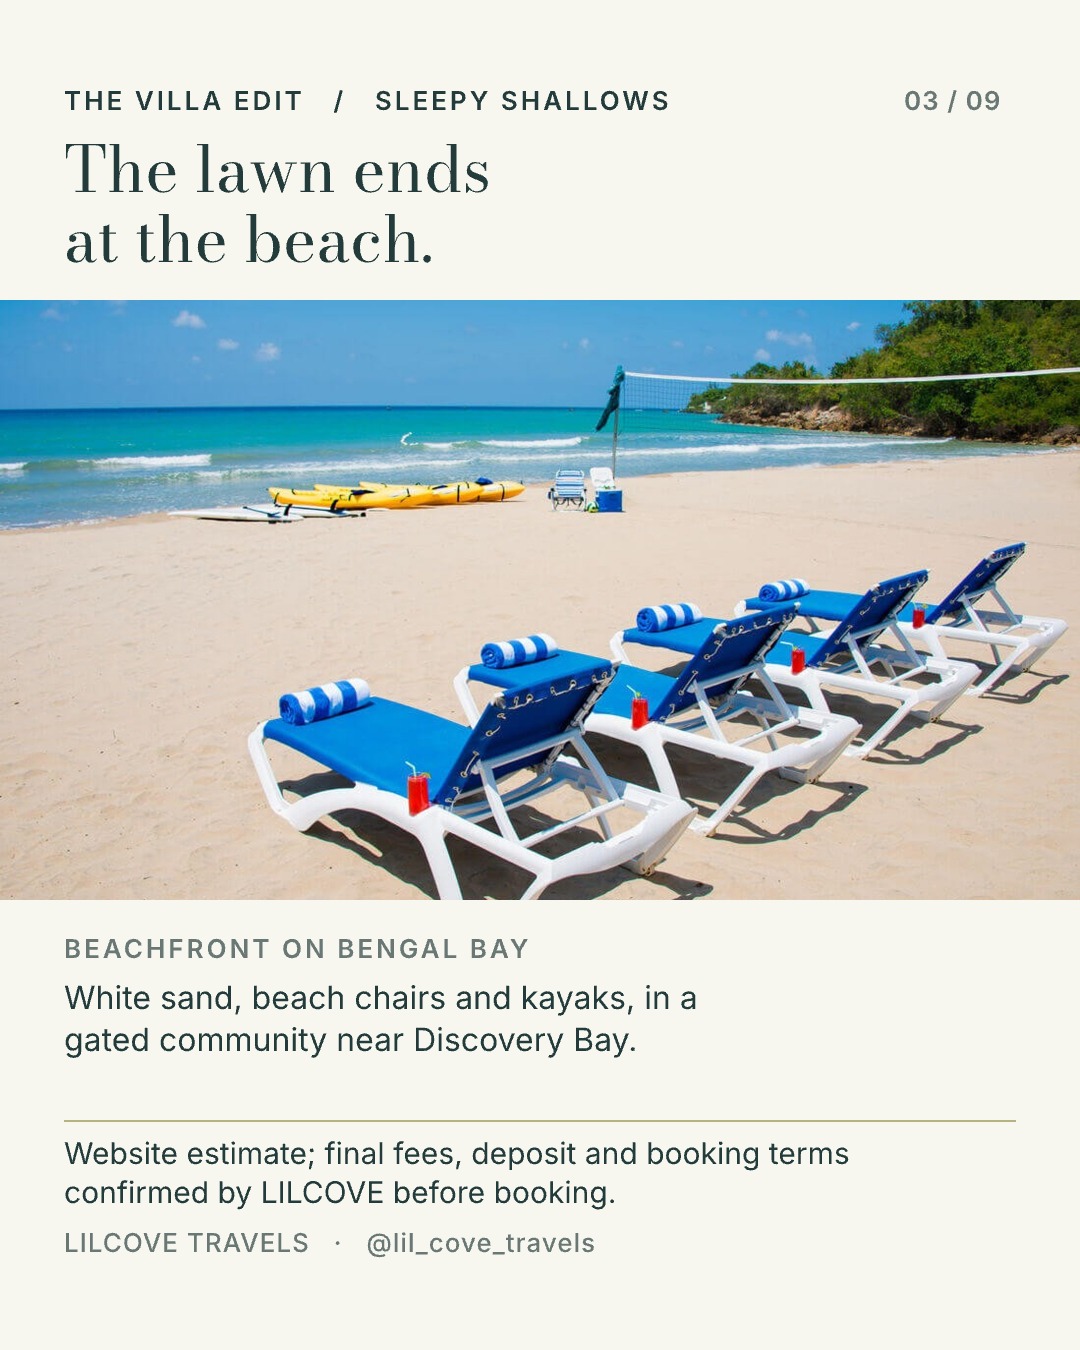 THE VILLA EDIT / SLEEPY SHALLOWS
03 / 09
The lawn ends
at the beach.
BEACHFRONT ON BENGAL BAY
White sand, beach chairs and kayaks, in a
gated community near Discovery Bay.
Website estimate; final fees, deposit and booking terms
confirmed by LILCOVE before booking.
LILCOVE TRAVELS · @lil_cove_travels